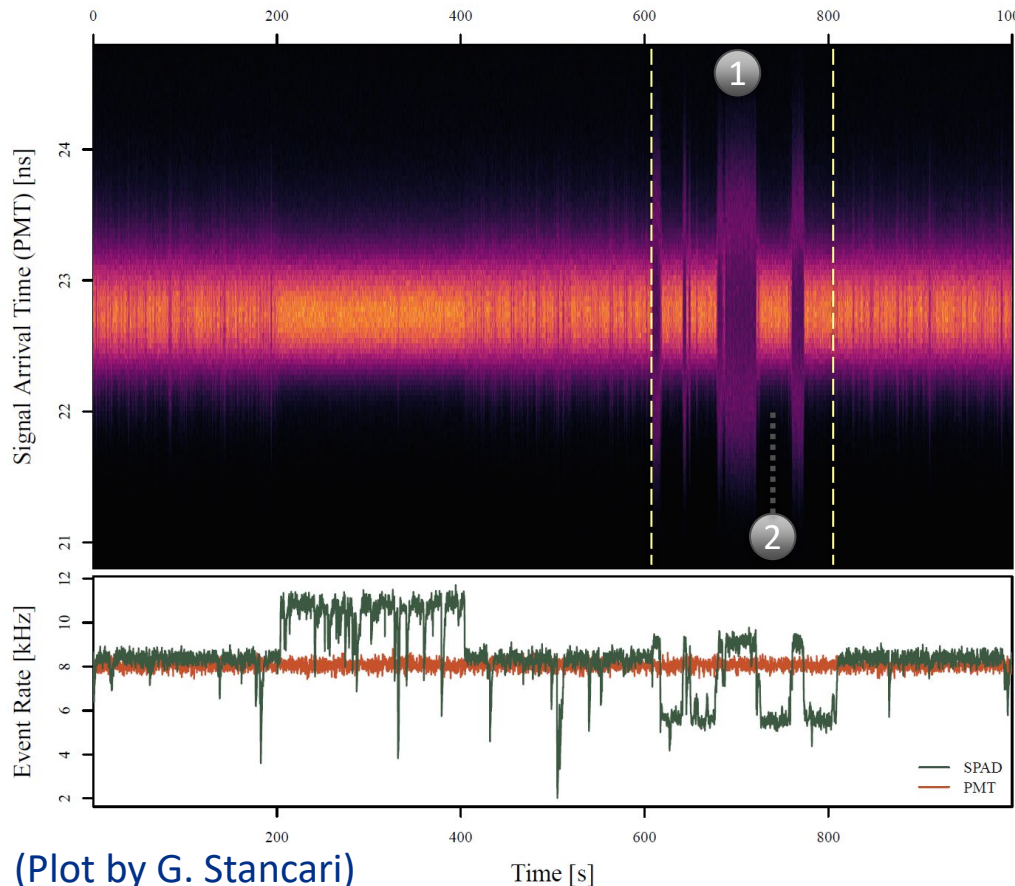 0 200 400 600 800 1000
1
Signal Arrival Time (PMT) [ns]
24
23
22
21
2
Event Rate [kHz]
12
10
8
6
4
2
SPAD
PMT
200 400 600 800
(Plot by G. Stancari)
Time [s]